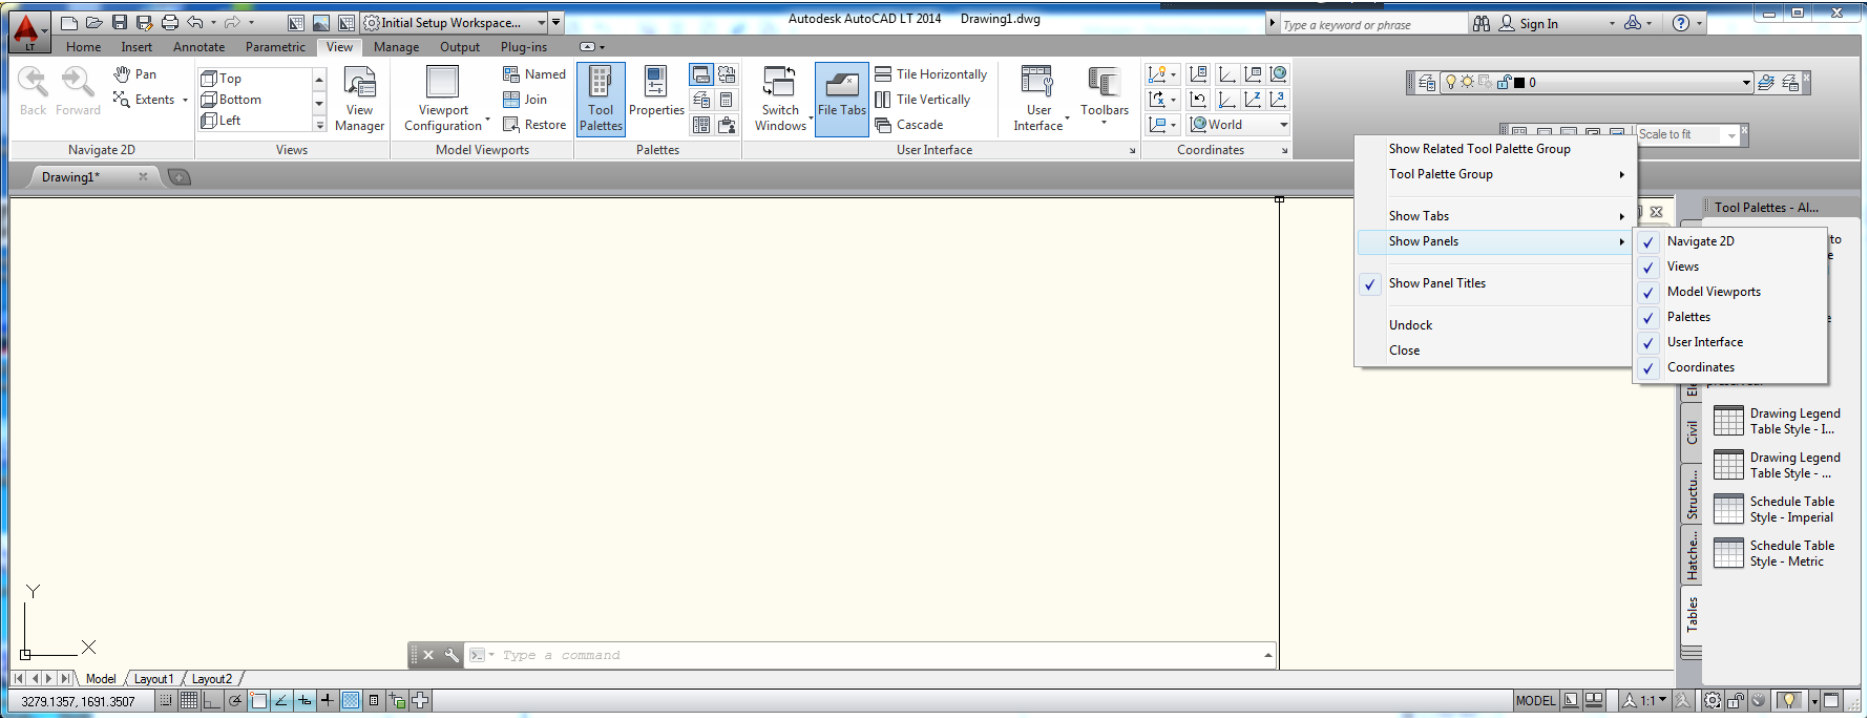 Initial Setup Workspace...
Autodesk AutoCAD LT 2014 Drawing1.dwg
Type a keyword or phrase
Sign In
LT
Home Insert Annotate Parametric View Manage Output Plug-ins
Back Forward
Pan
Extents
Top
Bottom
Left
View
Manager
Viewport
Configuration
Named
Join
Restore
Tool
Palettes
Properties
Switch
Windows
File Tabs
Tile Horizontally
Tile Vertically
Cascade
User
Interface
Toolbars
World
0
Scale to fit
Navigate 2D Views Model Viewports Palettes User Interface Coordinates
Drawing1*
Show Related Tool Palette Group
Tool Palette Group
Show Tabs
Show Panels
Show Panel Titles
Undock
Close
Navigate 2D
Views
Model Viewports
Palettes
User Interface
Coordinates
Tool Palettes - Al...
to
Civil
Structu...
Hatche...
Tables
Drawing Legend
Table Style - I...
Drawing Legend
Table Style - ...
Schedule Table
Style - Imperial
Schedule Table
Style - Metric
Y
X
Type a command
Model Layout1 Layout2
3279.1357, 1691.3507
MODEL
1:1